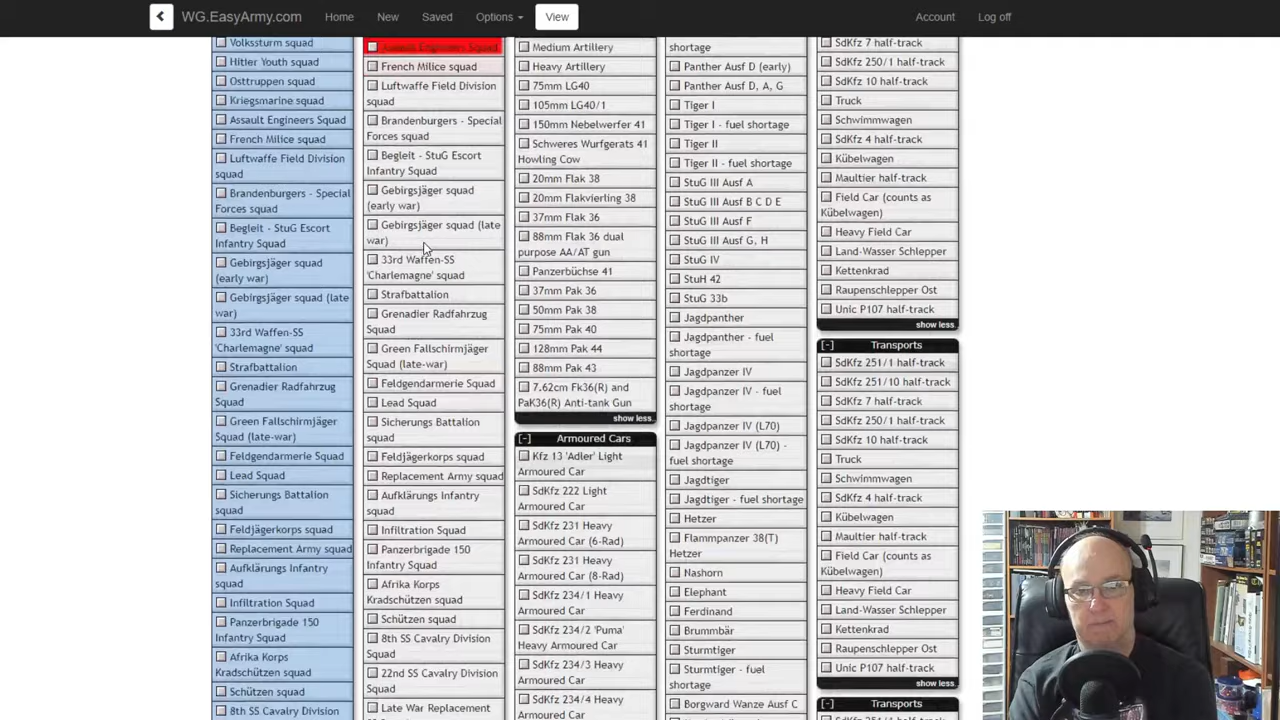 WG.EasyArmy.com
Home
New
Saved
Options
View
Account
Log off
Volkssturm squad
Hitler Youth squad
Osttruppen squad
Kriegsmarine squad
Assault Engineers Squad
French Milice squad
Luftwaffe Field Division
squad
Brandenburgers - Special
Forces squad
Begleit - StuG Escort
Infantry Squad
Gebirgsjäger squad
(early war)
Gebirgsjäger squad (late
war)
33rd Waffen-SS
'Charlemagne' squad
Strafbattalion
Grenadier Radfahrzug
Squad
Green Fallschirmjäger
Squad (late-war)
Feldgendarmerie Squad
Lead Squad
Sicherungs Battalion
squad
Feldjägerkorps squad
Replacement Army squad
Aufklärungs Infantry
squad
Infiltration Squad
Panzerbrigade 150
Infantry Squad
Afrika Korps
Kradschützen squad
Schützen squad
8th SS Cavalry Division
Assault Engineers Squad
French Milice squad
Luftwaffe Field Division
squad
Brandenburgers - Special
Forces squad
Begleit - StuG Escort
Infantry Squad
Gebirgsjäger squad
(early war)
Gebirgsjäger squad (late
war)
33rd Waffen-SS
'Charlemagne' squad
Strafbattalion
Grenadier Radfahrzug
Squad
Green Fallschirmjäger
Squad (late-war)
Feldgendarmerie Squad
Lead Squad
Sicherungs Battalion
squad
Feldjägerkorps squad
Replacement Army squad
Aufklärungs Infantry
squad
Infiltration Squad
Panzerbrigade 150
Infantry Squad
Afrika Korps
Kradschützen squad
Schützen squad
8th SS Cavalry Division
Squad
22nd SS Cavalry Division
Squad
Late War Replacement
Medium Artillery
Heavy Artillery
75mm LG40
105mm LG40/1
150mm Nebelwerfer 41
Schweres Wurfgerats 41
Howling Cow
20mm Flak 38
20mm Flakvierling 38
37mm Flak 36
88mm Flak 36 dual
purpose AA/AT gun
Panzerbüchse 41
37mm Pak 36
50mm Pak 38
75mm Pak 40
128mm Pak 44
88mm Pak 43
7.62cm Fk36(R) and
PaK36(R) Anti-tank Gun
show less.
[-] Armoured Cars
Kfz 13 'Adler' Light
Armoured Car
SdKfz 222 Light
Armoured Car
SdKfz 231 Heavy
Armoured Car (6-Rad)
SdKfz 231 Heavy
Armoured Car (8-Rad)
SdKfz 234/1 Heavy
Armoured Car
SdKfz 234/2 'Puma'
Heavy Armoured Car
SdKfz 234/3 Heavy
Armoured Car
SdKfz 234/4 Heavy
Armoured Car
shortage
Panther Ausf D (early)
Panther Ausf D, A, G
Tiger I
Tiger I - fuel shortage
Tiger II
Tiger II - fuel shortage
StuG III Ausf A
StuG III Ausf B C D E
StuG III Ausf F
StuG III Ausf G, H
StuG IV
StuH 42
StuG 33b
Jagdpanther
Jagdpanther - fuel
shortage
Jagdpanzer IV
Jagdpanzer IV - fuel
shortage
Jagdpanzer IV (L70)
Jagdpanzer IV (L70) -
fuel shortage
Jagdtiger
Jagdtiger - fuel shortage
Hetzer
Flammpanzer 38(T)
Hetzer
Nashorn
Elephant
Ferdinand
Brummbär
Sturmtiger
Sturmtiger - fuel
shortage
Borgward Wanze Ausf C
SdKfz 7 half-track
SdKfz 250/1 half-track
SdKfz 10 half-track
Truck
Schwimmwagen
SdKfz 4 half-track
Kübelwagen
Maultier half-track
Field Car (counts as
Kübelwagen)
Heavy Field Car
Land-Wasser Schlepper
Kettenkrad
Raupenschlepper Ost
Unic P107 half-track
show less.
[-] Transports
SdKfz 251/1 half-track
SdKfz 251/10 half-track
SdKfz 7 half-track
SdKfz 250/1 half-track
SdKfz 10 half-track
Truck
Schwimmwagen
SdKfz 4 half-track
Kübelwagen
Maultier half-track
Field Car (counts as
Kübelwagen)
Heavy Field Car
Land-Wasser Schlepper
Kettenkrad
Raupenschlepper Ost
Unic P107 half-track
show less.
[-] Transports